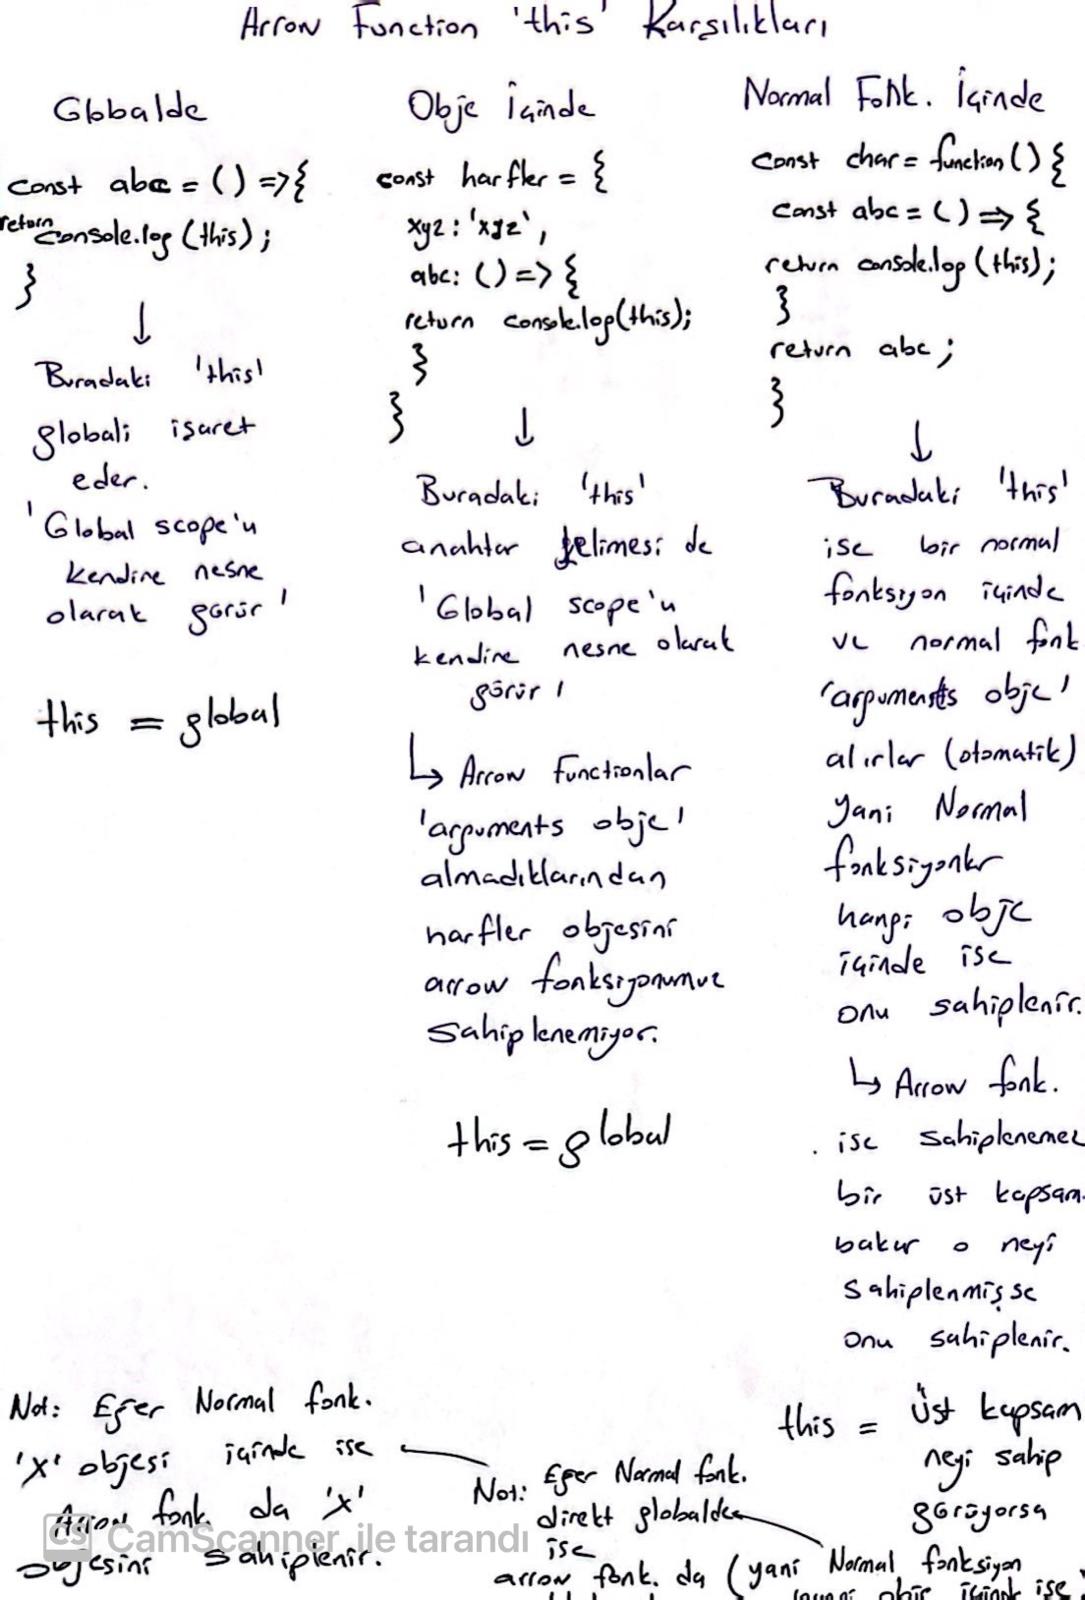 Arrow Function 'this' Karşılıkları
Globalde
const abc = () => {
return console.log(this);
}
↓
Buradaki 'this'
globali işaret
eder.
'Global scope'u
kendine nesne
olarak görür'
this = global
Obje İçinde
const harfler = {
xyz: 'xyz',
abc: () => {
return console.log(this);
}
}
↓
Buradaki 'this'
anahtar kelimesi de
'Global scope'u
kendine nesne olarak
görür'
↳ Arrow Functionlar
'arguments obje'
almadıklarından
harfler objesini
arrow fonksiyonumuz
sahiplenemiyor.
this = global
Normal Fonk. İçinde
const char = function() {
const abc = () => {
return console.log(this);
}
return abc;
}
↓
Buradaki 'this'
ise bir normal
fonksiyon içinde
ve normal fonk
'arguments obje'
alırlar (otomatik)
yani Normal
fonksiyonlar
hangi obje
içinde ise
onu sahiplenir.
↳ Arrow fonk.
ise sahiplenemez
bir üst kapsam
bakar o neyi
sahiplenmişse
onu sahiplenir.
this = üst kapsam
neyi sahip
görüyorsa
Not: Eğer Normal fonk.
'X' objesi içinde ise
Arrow fonk. da 'X'
objesini sahiplenir.
Not: Eğer Normal fonk.
direkt globalde
ise
arrow fonk. da (yani Normal fonksiyon
obje içinde ise
CS CamScanner ile tarandı